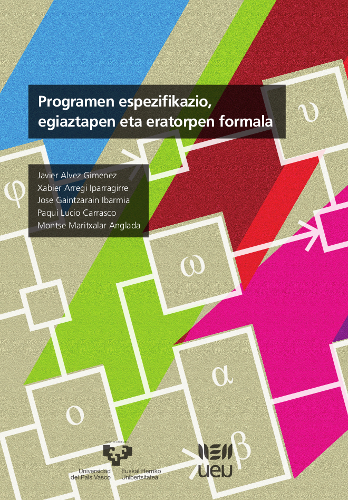 Programen espezifikazio,
egiaztapen eta eratorpen formala
Javier Alvez Gimenez
Xabier Arregi Iparragirre
Jose Gaintzarain Ibarmia
Paqui Lucio Carrasco
Montse Maritxalar Anglada
υ
φ
ω
α
ο
β
Universidad
del País Vasco
Euskal Herriko
Unibertsitatea
ueu